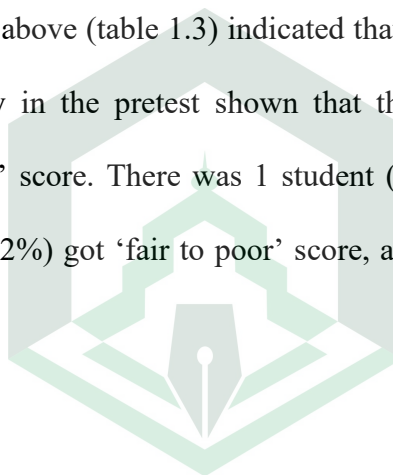 above (table 1.3) indicated that
in the pretest shown that th
’ score. There was 1 student (
2%) got ‘fair to poor’ score, a